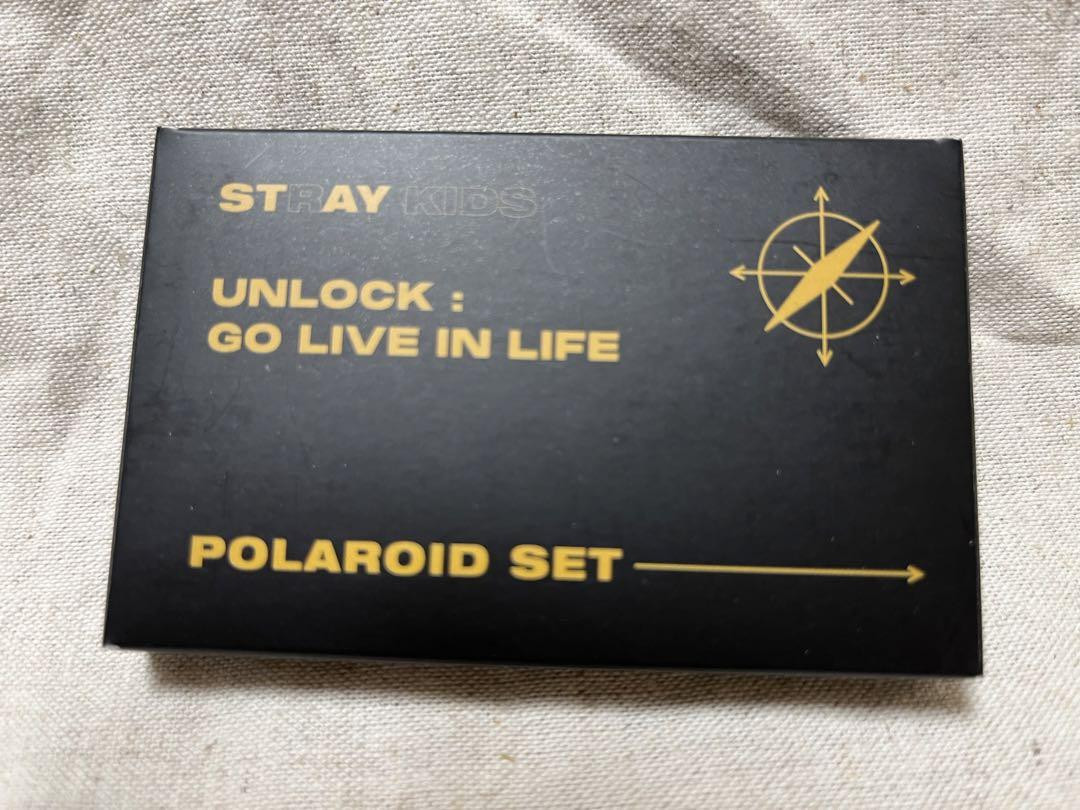 STRAY KIDS
UNLOCK :
GO LIVE IN LIFE
POLAROID SET